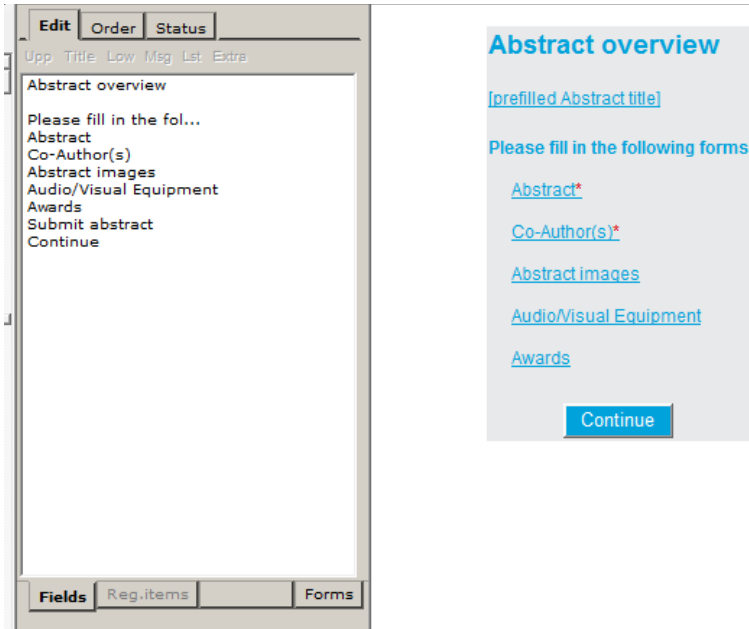 Edit Order Status
Upp Title Low Msg Lst Extra
Abstract overview
Please fill in the fol...
Abstract
Co-Author(s)
Abstract images
Audio/Visual Equipment
Awards
Submit abstract
Continue
Fields Reg.items Forms
Abstract overview
[prefilled Abstract title]
Please fill in the following forms
Abstract*
Co-Author(s)*
Abstract images
Audio/Visual Equipment
Awards
Continue